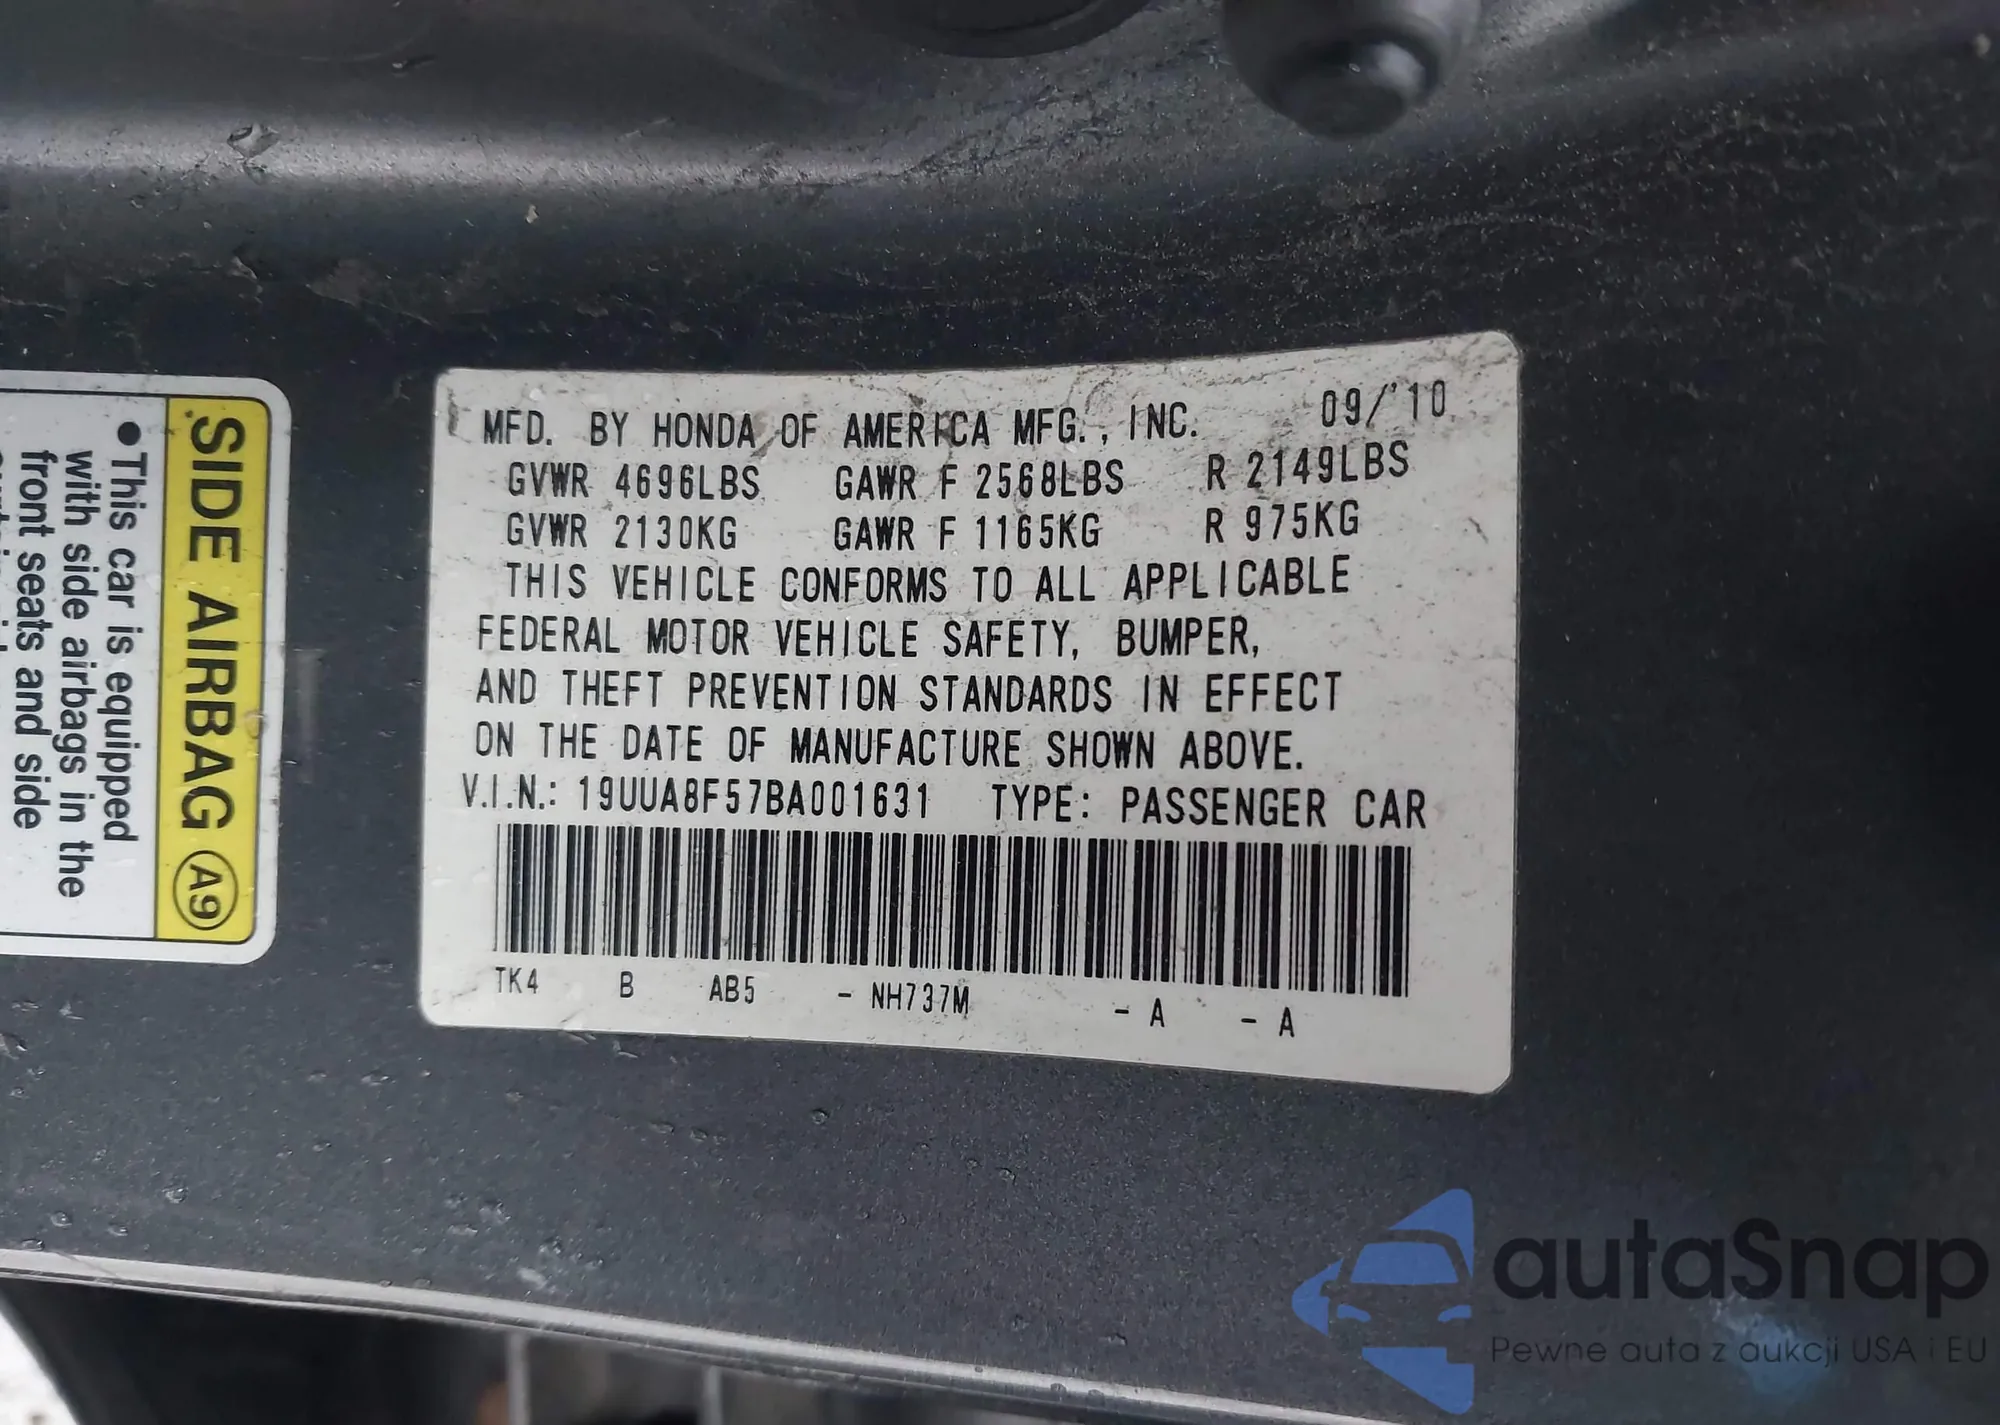 MFD. BY HONDA OF AMERICA MFG., INC. 09/'10
GVWR 4696LBS GAWR F 2568LBS R 2149LBS
GVWR 2130KG GAWR F 1165KG R 975KG
THIS VEHICLE CONFORMS TO ALL APPLICABLE
FEDERAL MOTOR VEHICLE SAFETY, BUMPER,
AND THEFT PREVENTION STANDARDS IN EFFECT
ON THE DATE OF MANUFACTURE SHOWN ABOVE.
V.I.N.: 19UUA8F57BA001631 TYPE: PASSENGER CAR
TK4 B AB5 - NH737M - A - A
SIDE AIRBAG A9
•This car is equipped
with side airbags in the
front seats and side
autaSnap
Pewne auta z aukcji USA i EU